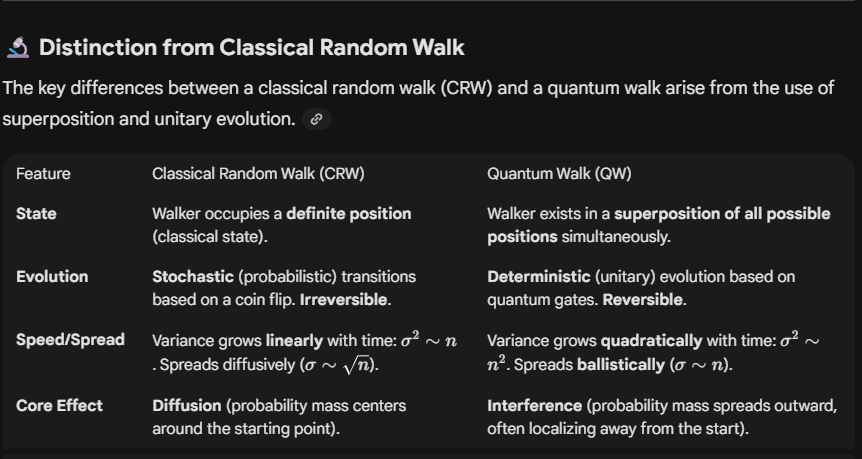 Distinction from Classical Random Walk
The key differences between a classical random walk (CRW) and a quantum walk arise from the use of
superposition and unitary evolution.
Feature
Classical Random Walk (CRW)
Quantum Walk (QW)
State
Walker occupies a definite position
(classical state).
Walker exists in a superposition of all possible
positions simultaneously.
Evolution
Stochastic (probabilistic) transitions
based on a coin flip. Irreversible.
Deterministic (unitary) evolution based on
quantum gates. Reversible.
Speed/Spread
Variance grows linearly with time: σ² ∼ n
. Spreads diffusively (σ ∼ √n).
Variance grows quadratically with time: σ² ∼
n². Spreads ballistically (σ ∼ n).
Core Effect
Diffusion (probability mass centers
around the starting point).
Interference (probability mass spreads outward,
often localizing away from the start).